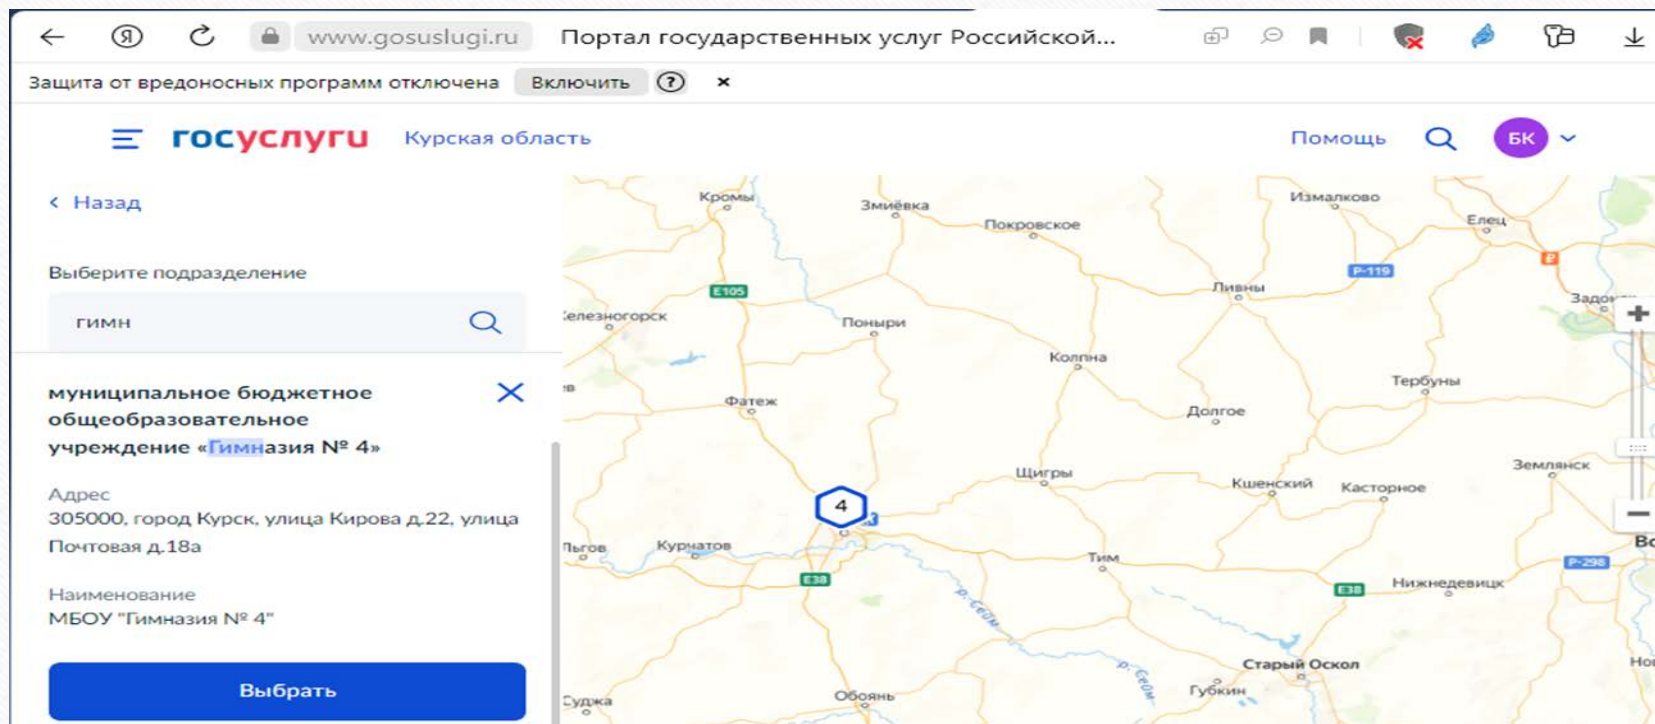 www.gosuslugi.ru Портал государственных услуг Российской...
Защита от вредоносных программ отключена Включить ? ×
госуслуги Курская область Помощь БК
Назад
Выберите подразделение
гимн
муниципальное бюджетное
общеобразовательное
учреждение «Гимназия № 4»
Адрес
305000, город Курск, улица Кирова д.22, улица
Почтовая д.18а
Наименование
МБОУ "Гимназия № 4"
Выбрать
Кромы
Змиёвка
Покровское
Измалково
Елец
Р-119
E105
Ливны
елезногорск
Поныри
Колпна
Тербуны
Фатеж
Долгое
Щигры
Кшенский
Касторное
Землянск
4
Льгов
Курчатов
Тим
E38
E38
Нижнедевицк
Р-298
р. Сейм
р. Сейм
Старый Оскол
Губкин
Обоянь
Суджа